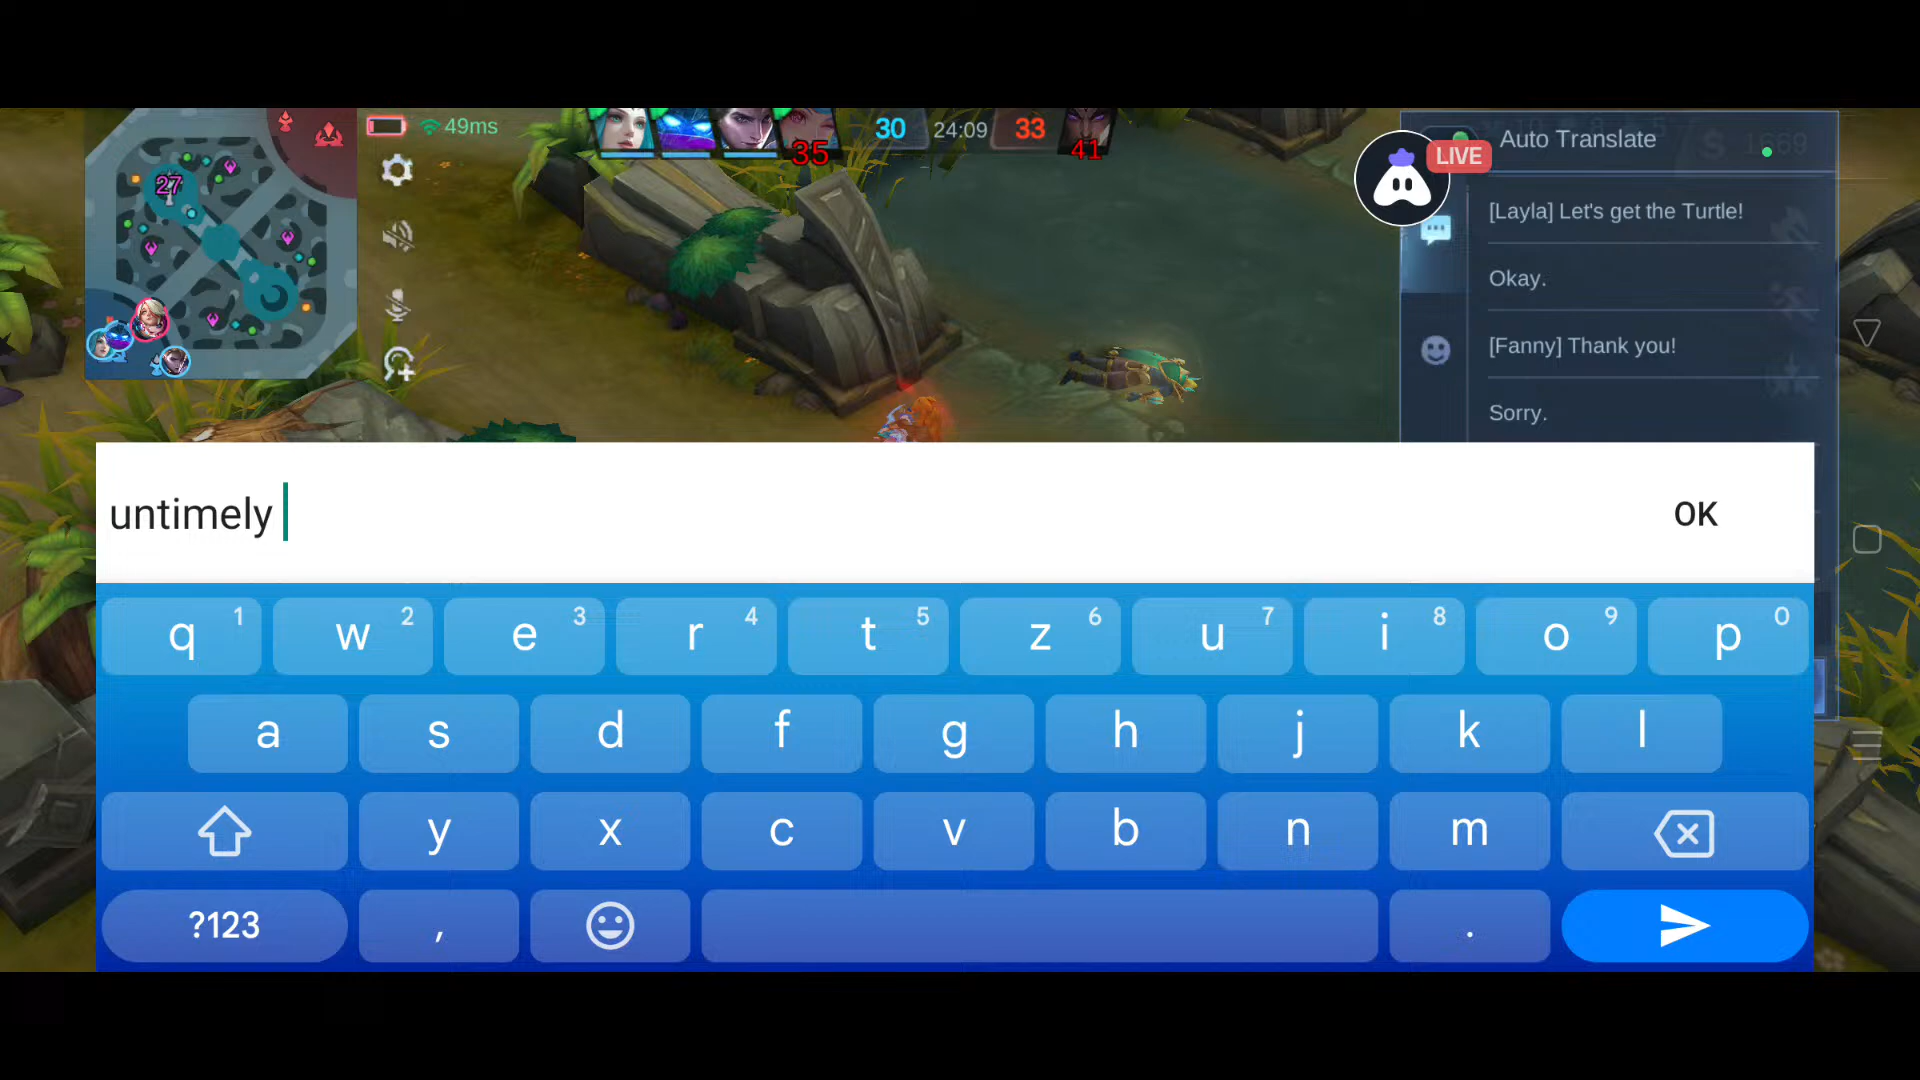 49ms
30 24:09 33
35
41
27
LIVE
Auto Translate
[Layla] Let's get the Turtle!
Okay.
[Fanny] Thank you!
Sorry.
untimely
OK
q 1 w 2 e 3 r 4 t 5 z 6 u 7 i 8 o 9 p 0
a s d f g h j k l
y x c v b n m
?123 , .